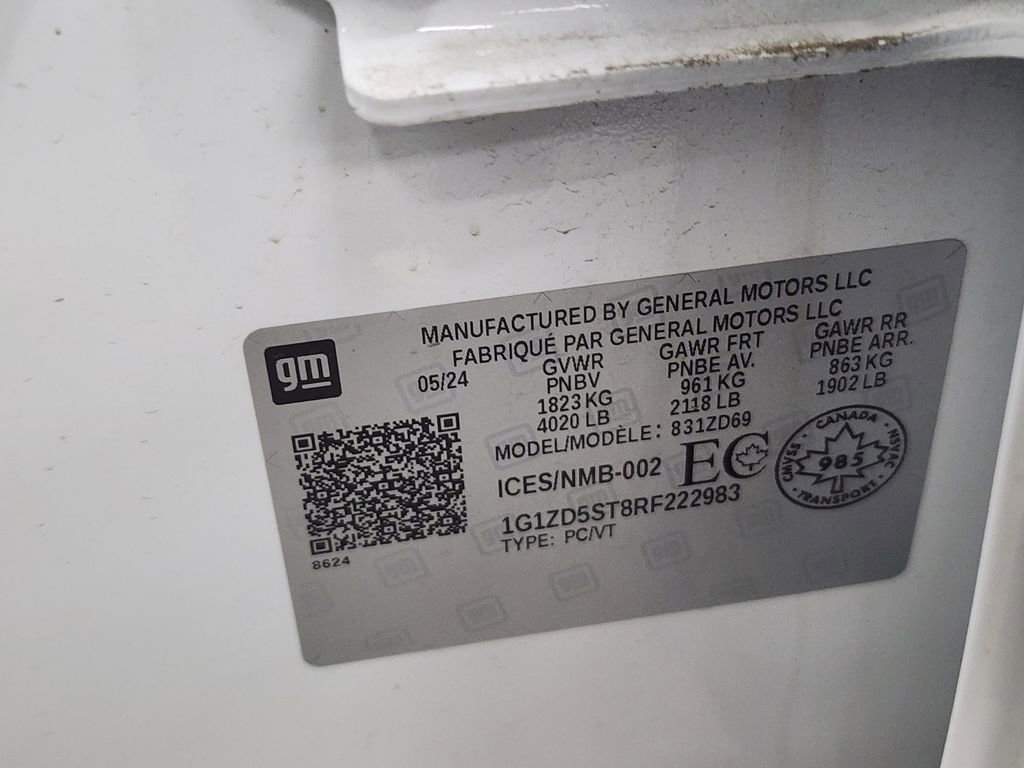 gm
MANUFACTURED BY GENERAL MOTORS LLC
FABRIQUÉ PAR GENERAL MOTORS LLC
05/24
GVWR
PNBV
1823 KG
4020 LB
GAWR FRT
PNBE AV.
961 KG
2118 LB
GAWR RR
PNBE ARR.
863 KG
1902 LB
MODEL/MODÈLE: 831ZD69
ICES/NMB-002
EC
CANADA
CMVSS 985 NSVAC
TRANSPORT
1G1ZD5ST8RF222983
TYPE: PC/VT
8624